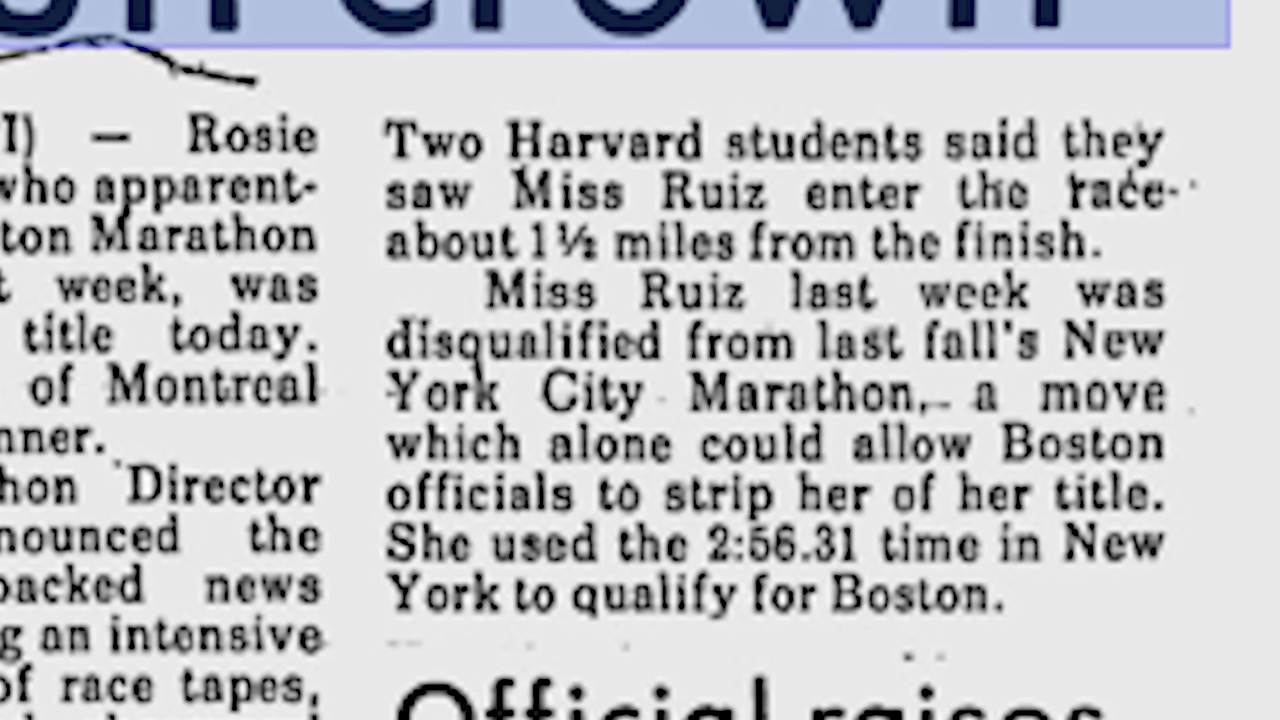 crown
I) — Rosie
who apparent-
ton Marathon
t week, was
title today.
of Montreal
nner.
hon Director
nounced the
packed news
g an intensive
of race tapes,
Two Harvard students said they
saw Miss Ruiz enter the race
about 1½ miles from the finish.
Miss Ruiz last week was
disqualified from last fall's New
York City Marathon, a move
which alone could allow Boston
officials to strip her of her title.
She used the 2:56.31 time in New
York to qualify for Boston.
Official raises